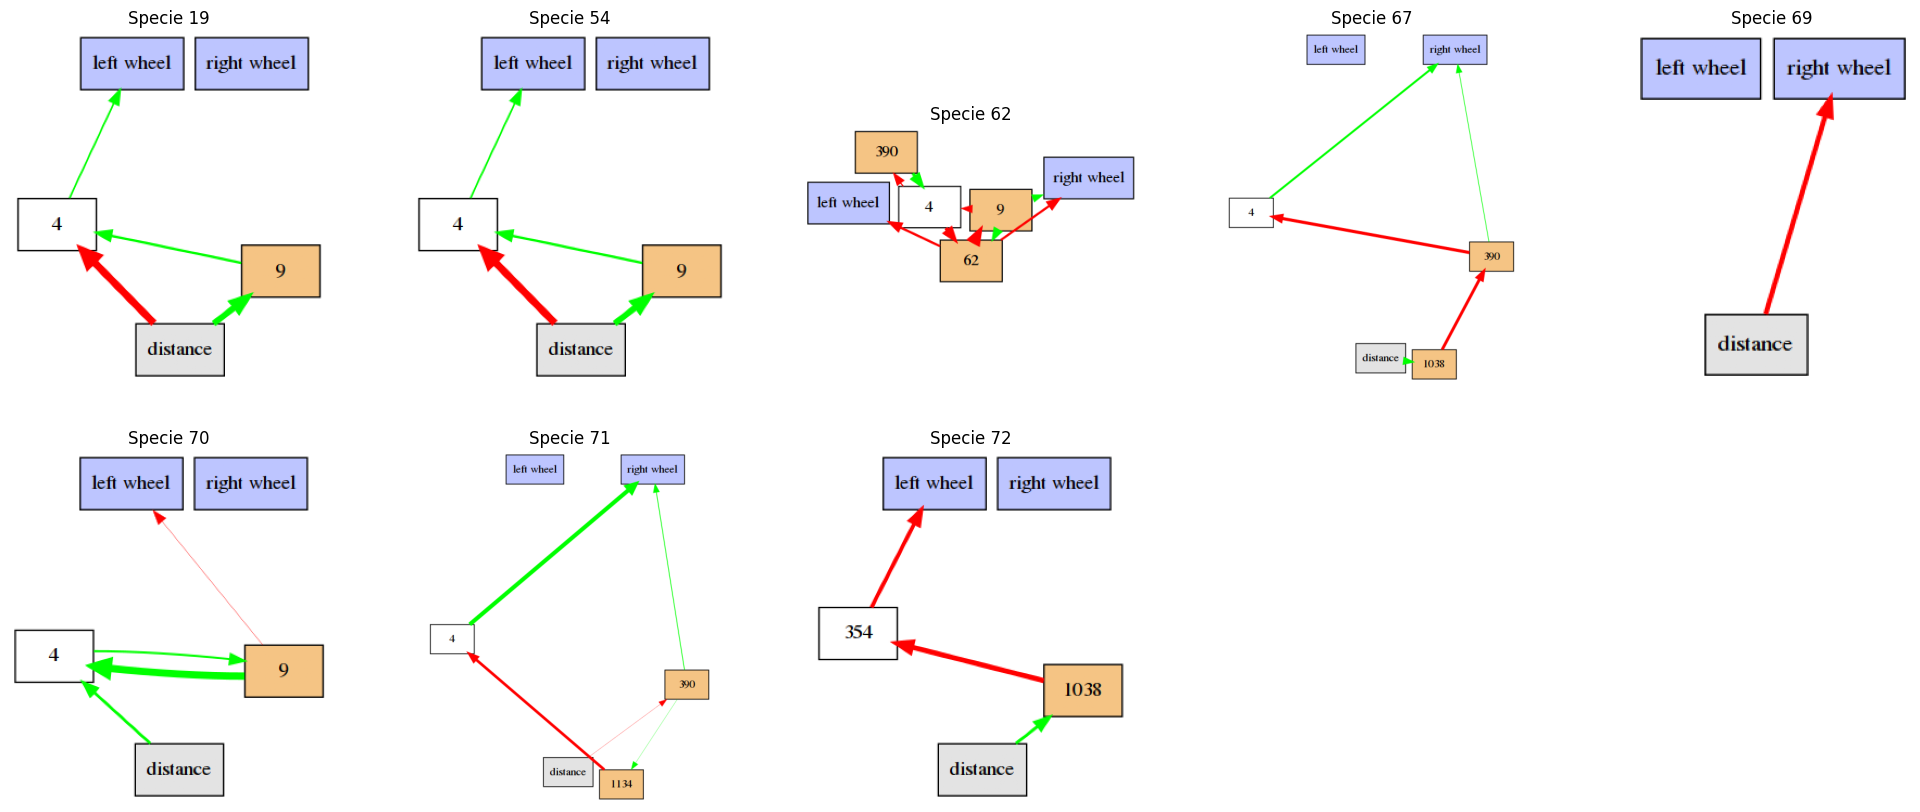 Specie 19
left wheel
right wheel
4
9
distance
Specie 54
left wheel
right wheel
4
9
distance
Specie 62
390
right wheel
left wheel
4
9
62
Specie 67
left wheel
right wheel
4
390
distance
1038
Specie 69
left wheel
right wheel
distance
Specie 70
left wheel
right wheel
4
9
distance
Specie 71
left wheel
right wheel
4
390
distance
1134
Specie 72
left wheel
right wheel
354
1038
distance